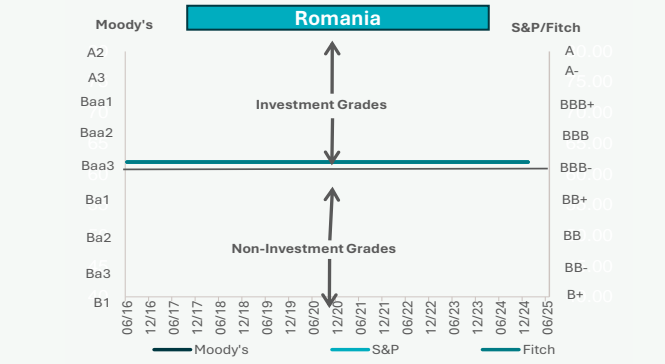 Romania
Moody's
S&P/Fitch
A2
A
A3
A-
Baa1
BBB+
Investment Grades
Baa2
BBB
Baa3
BBB-
Ba1
BB+
Ba2
BB
Non-Investment Grades
Ba3
BB-
B1
B+
06/16
12/16
06/17
12/17
06/18
12/18
06/19
12/19
06/20
12/20
06/21
12/21
06/22
12/22
06/23
12/23
06/24
12/24
06/25
Moody's
S&P
Fitch